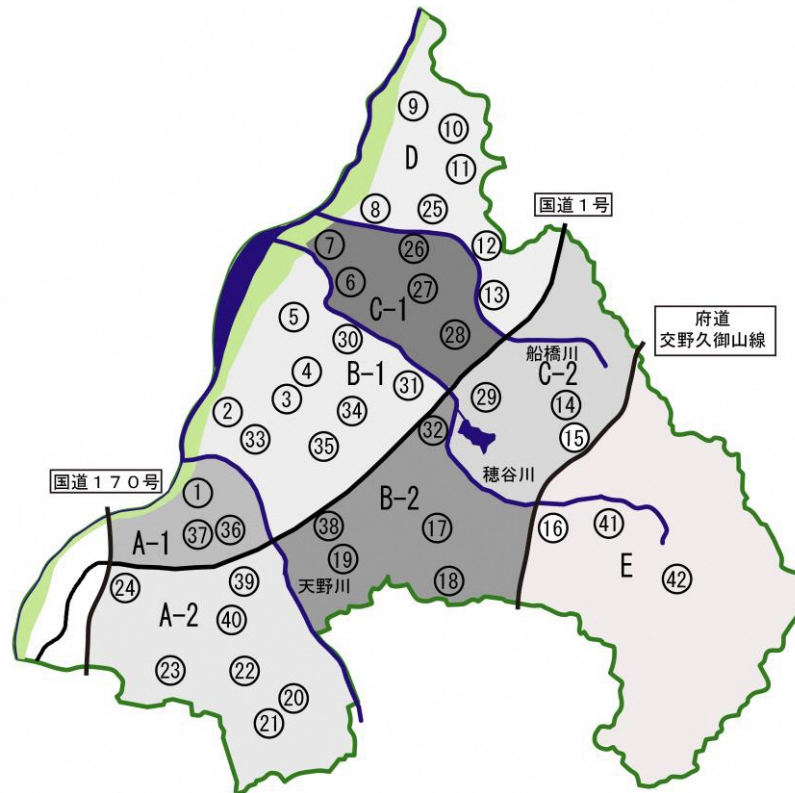 ⑨
⑩
D
⑪
⑧
㉕
国道１号
⑦
㉖
⑫
⑥
㉗
⑬
C-1
府道
交野久御山線
⑤
㉚
㉘
船橋川
④
B-1
㉛
C-2
③
㉙
⑭
②
㉞
㉜
⑮
㉝
㉟
穂谷川
国道１７０号
①
B-2
㊲
㊱
㊳
⑰
⑯
㊶
A-1
⑲
E
㉔
㊴
天野川
⑱
㊷
A-2
㊵
㉓
㉒
⑳
㉑